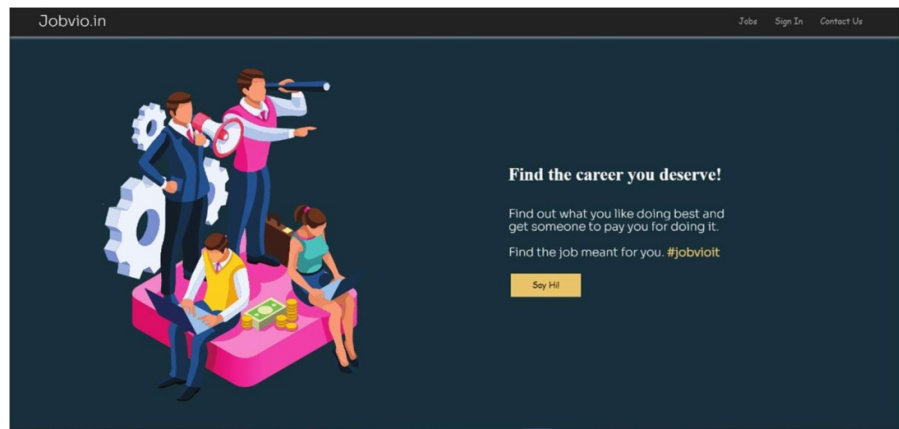 Jobvio.in
Jobs Sign In Contact Us
Find the career you deserve!
Find out what you like doing best and
get someone to pay you for doing it.
Find the job meant for you. #jobvioit
Say Hi!